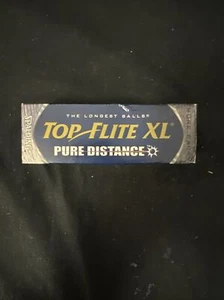 THE LONGEST BALLS®
TOP-FLITE XL®
PURE DISTANCE